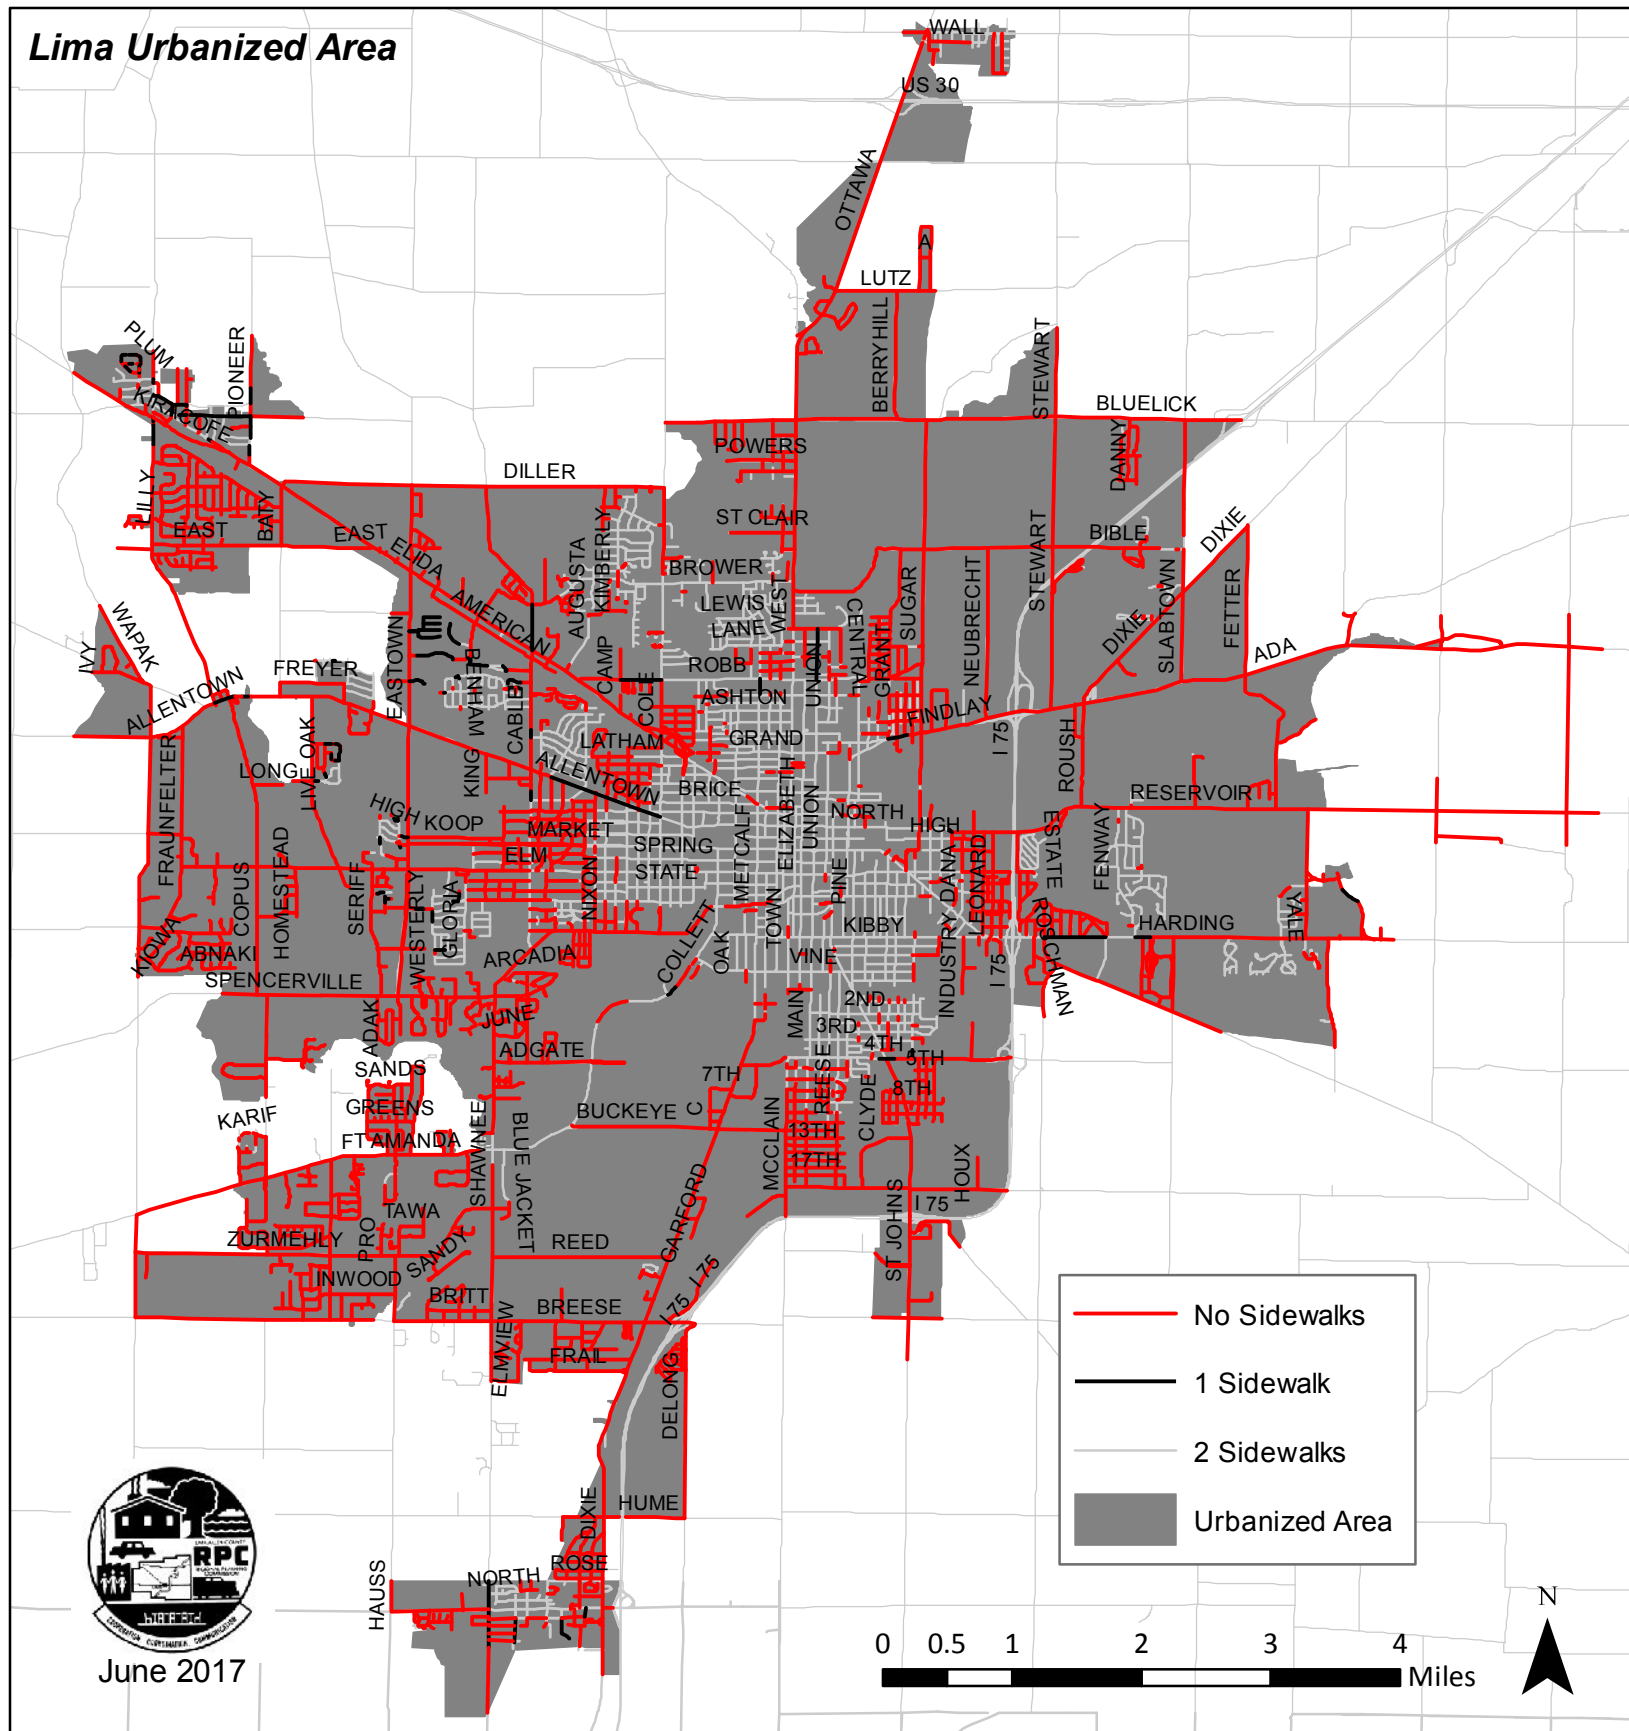 Lima Urbanized Area
WALL
US 30
OTTAWA
A
LUTZ
BERRYHILL
STEWART
PLUM
PIONEER
KIRACOFE
BLUELICK
POWERS
DANNY
DILLER
LILLY
BATY
EAST
EAST
ELIDA
ST CLAIR
STEWART
BIBLE
DIXIE
KIMBERLY
AUGUSTA
BROWER
LEWIS
LANE
WEST
CENTRAL
SUGAR
NEUBRECHT
SLABTOWN
FETTER
DIXIE
AMERICAN
WAPAK
IVY
EASTOWN
FREYER
BENHAM
CABLE
CAMP
ROBB
UNION
GRANT
ADA
ALLENTOWN
COLE
ASHTON
FINDLAY
LIVE OAK
LATHAM
GRAND
I 75
ROUSH
FRAUNFELTER
LONG
KING
ALLENTOWN
BRICE
ELIZABETH
UNION
RESERVOIR
HIGH
KOOP
MARKET
NORTH
HIGH
ESTATE
FENWAY
SPRING
METCALF
ELM
STATE
PINE
DANA
LEONARD
COPUS
HOMESTEAD
SERIFF
WESTERLY
GLORIA
NIXON
TOWN
KIBBY
ROSCHMAN
HARDING
YALE
KIOWA
ABNAKI
ARCADIA
COLLETT
OAK
VINE
INDUSTRY
I 75
SPENCERVILLE
ADAK
JUNE
MAIN
2ND
3RD
4TH
5TH
ADGATE
SANDS
7TH
REESE
8TH
GREENS
KARIF
BUCKEYE
C
CLYDE
FT AMANDA
SHAWNEE
BLUE JACKET
MCCLAIN
13TH
17TH
HOUX
TAWA
GARFORD
ST JOHNS
I 75
ZURMEHLY
PRO
SANDY
REED
I 75
INWOOD
BRITT
BREESE
I 75
ELMVIEW
FRAIL
DELONG
No Sidewalks
1 Sidewalk
2 Sidewalks
Urbanized Area
HUME
DIXIE
ROSE
NORTH
HAUSS
RPC
June 2017
N
0 0.5 1 2 3 4
Miles